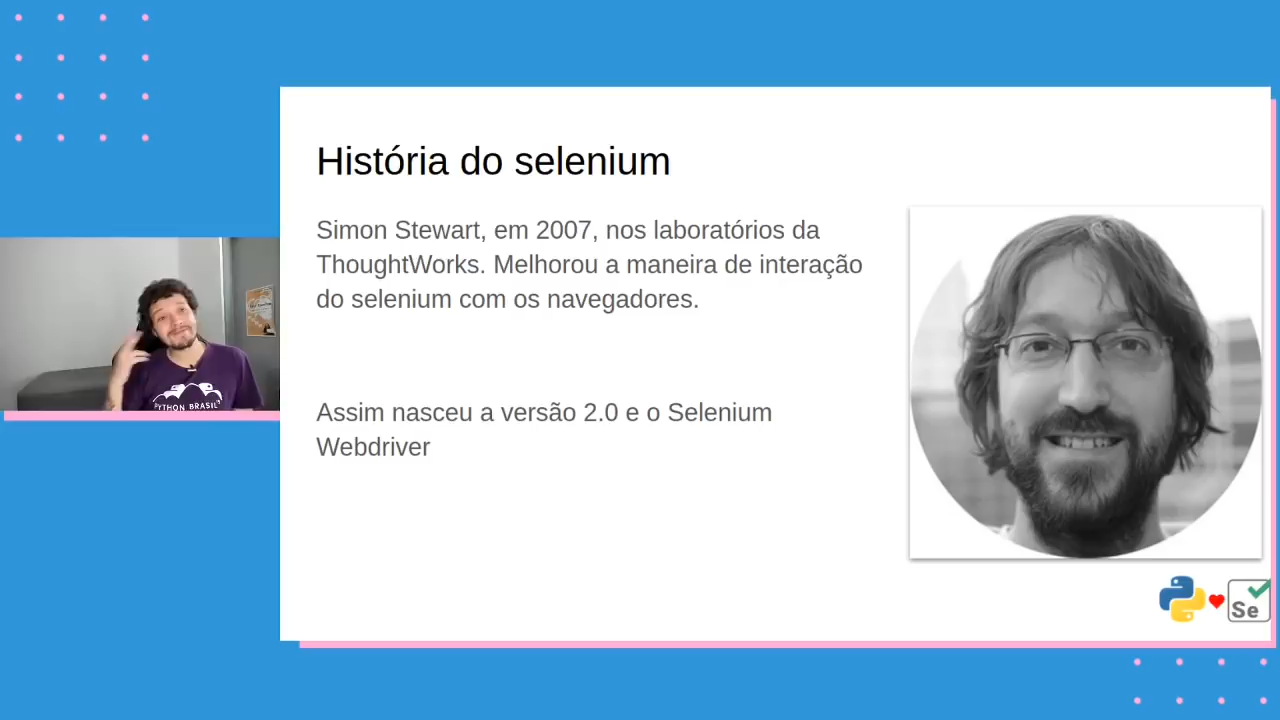 História do selenium
Simon Stewart, em 2007, nos laboratórios da
ThoughtWorks. Melhorou a maneira de interação
do selenium com os navegadores.
Assim nasceu a versão 2.0 e o Selenium
Webdriver
PYTHON BRASIL
Se